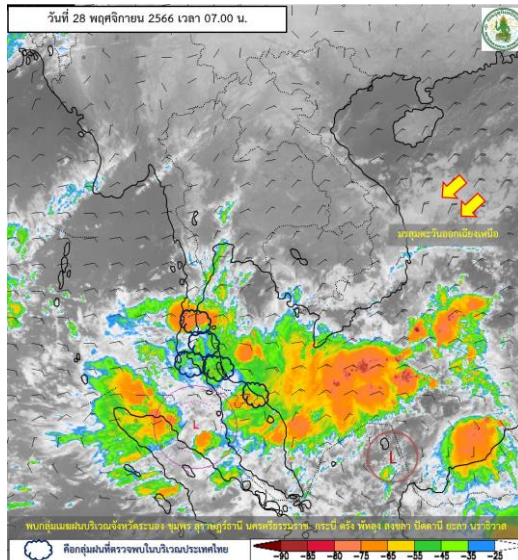 วันที่ 28 พฤศจิกายน 2566 เวลา 07.00 น.
มรสุมตะวันออกเฉียงเหนือ
L
L
พบกลุ่มเมฆฝนบริเวณจังหวัดระนอง ชุมพร สุราษฎร์ธานี นครศรีธรรมราช กระบี่ ตรัง พัทลุง สงขลา ปัตตานี ยะลา นราธิวาส
คือกลุ่มฝนที่ตรวจพบในบริเวณประเทศไทย
-90 -85 -75 -65 -55 -45 -35 -25